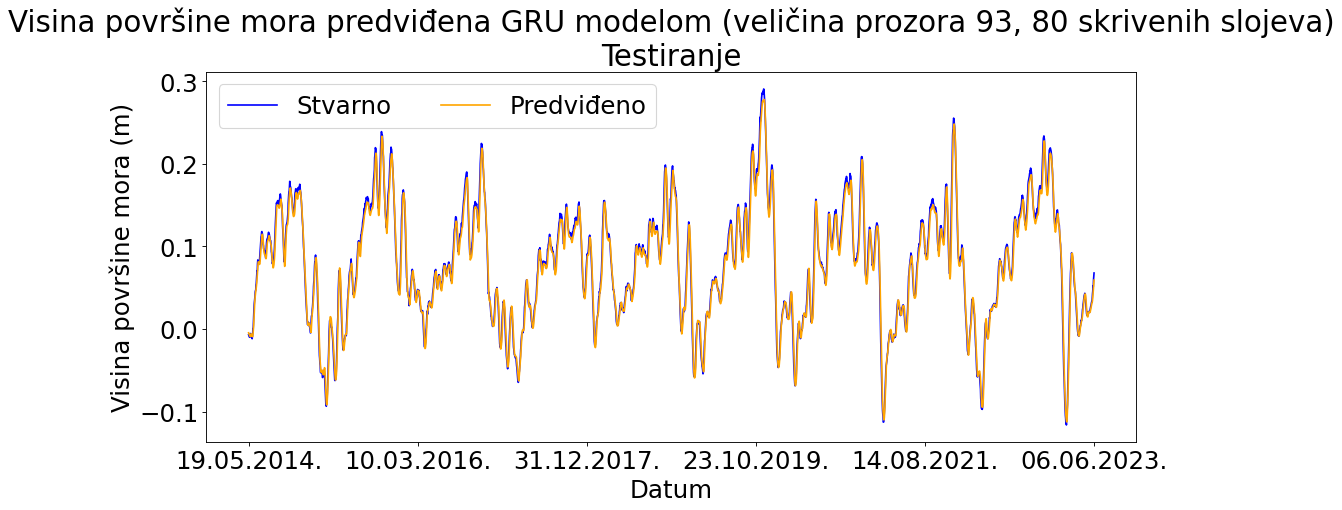 Visina površine mora predviđena GRU modelom (veličina prozora 93, 80 skrivenih slojeva)
Testiranje
Stvarno Predviđeno
Visina površine mora (m)
0.3
0.2
0.1
0.0
−0.1
19.05.2014. 10.03.2016. 31.12.2017. 23.10.2019. 14.08.2021. 06.06.2023.
Datum